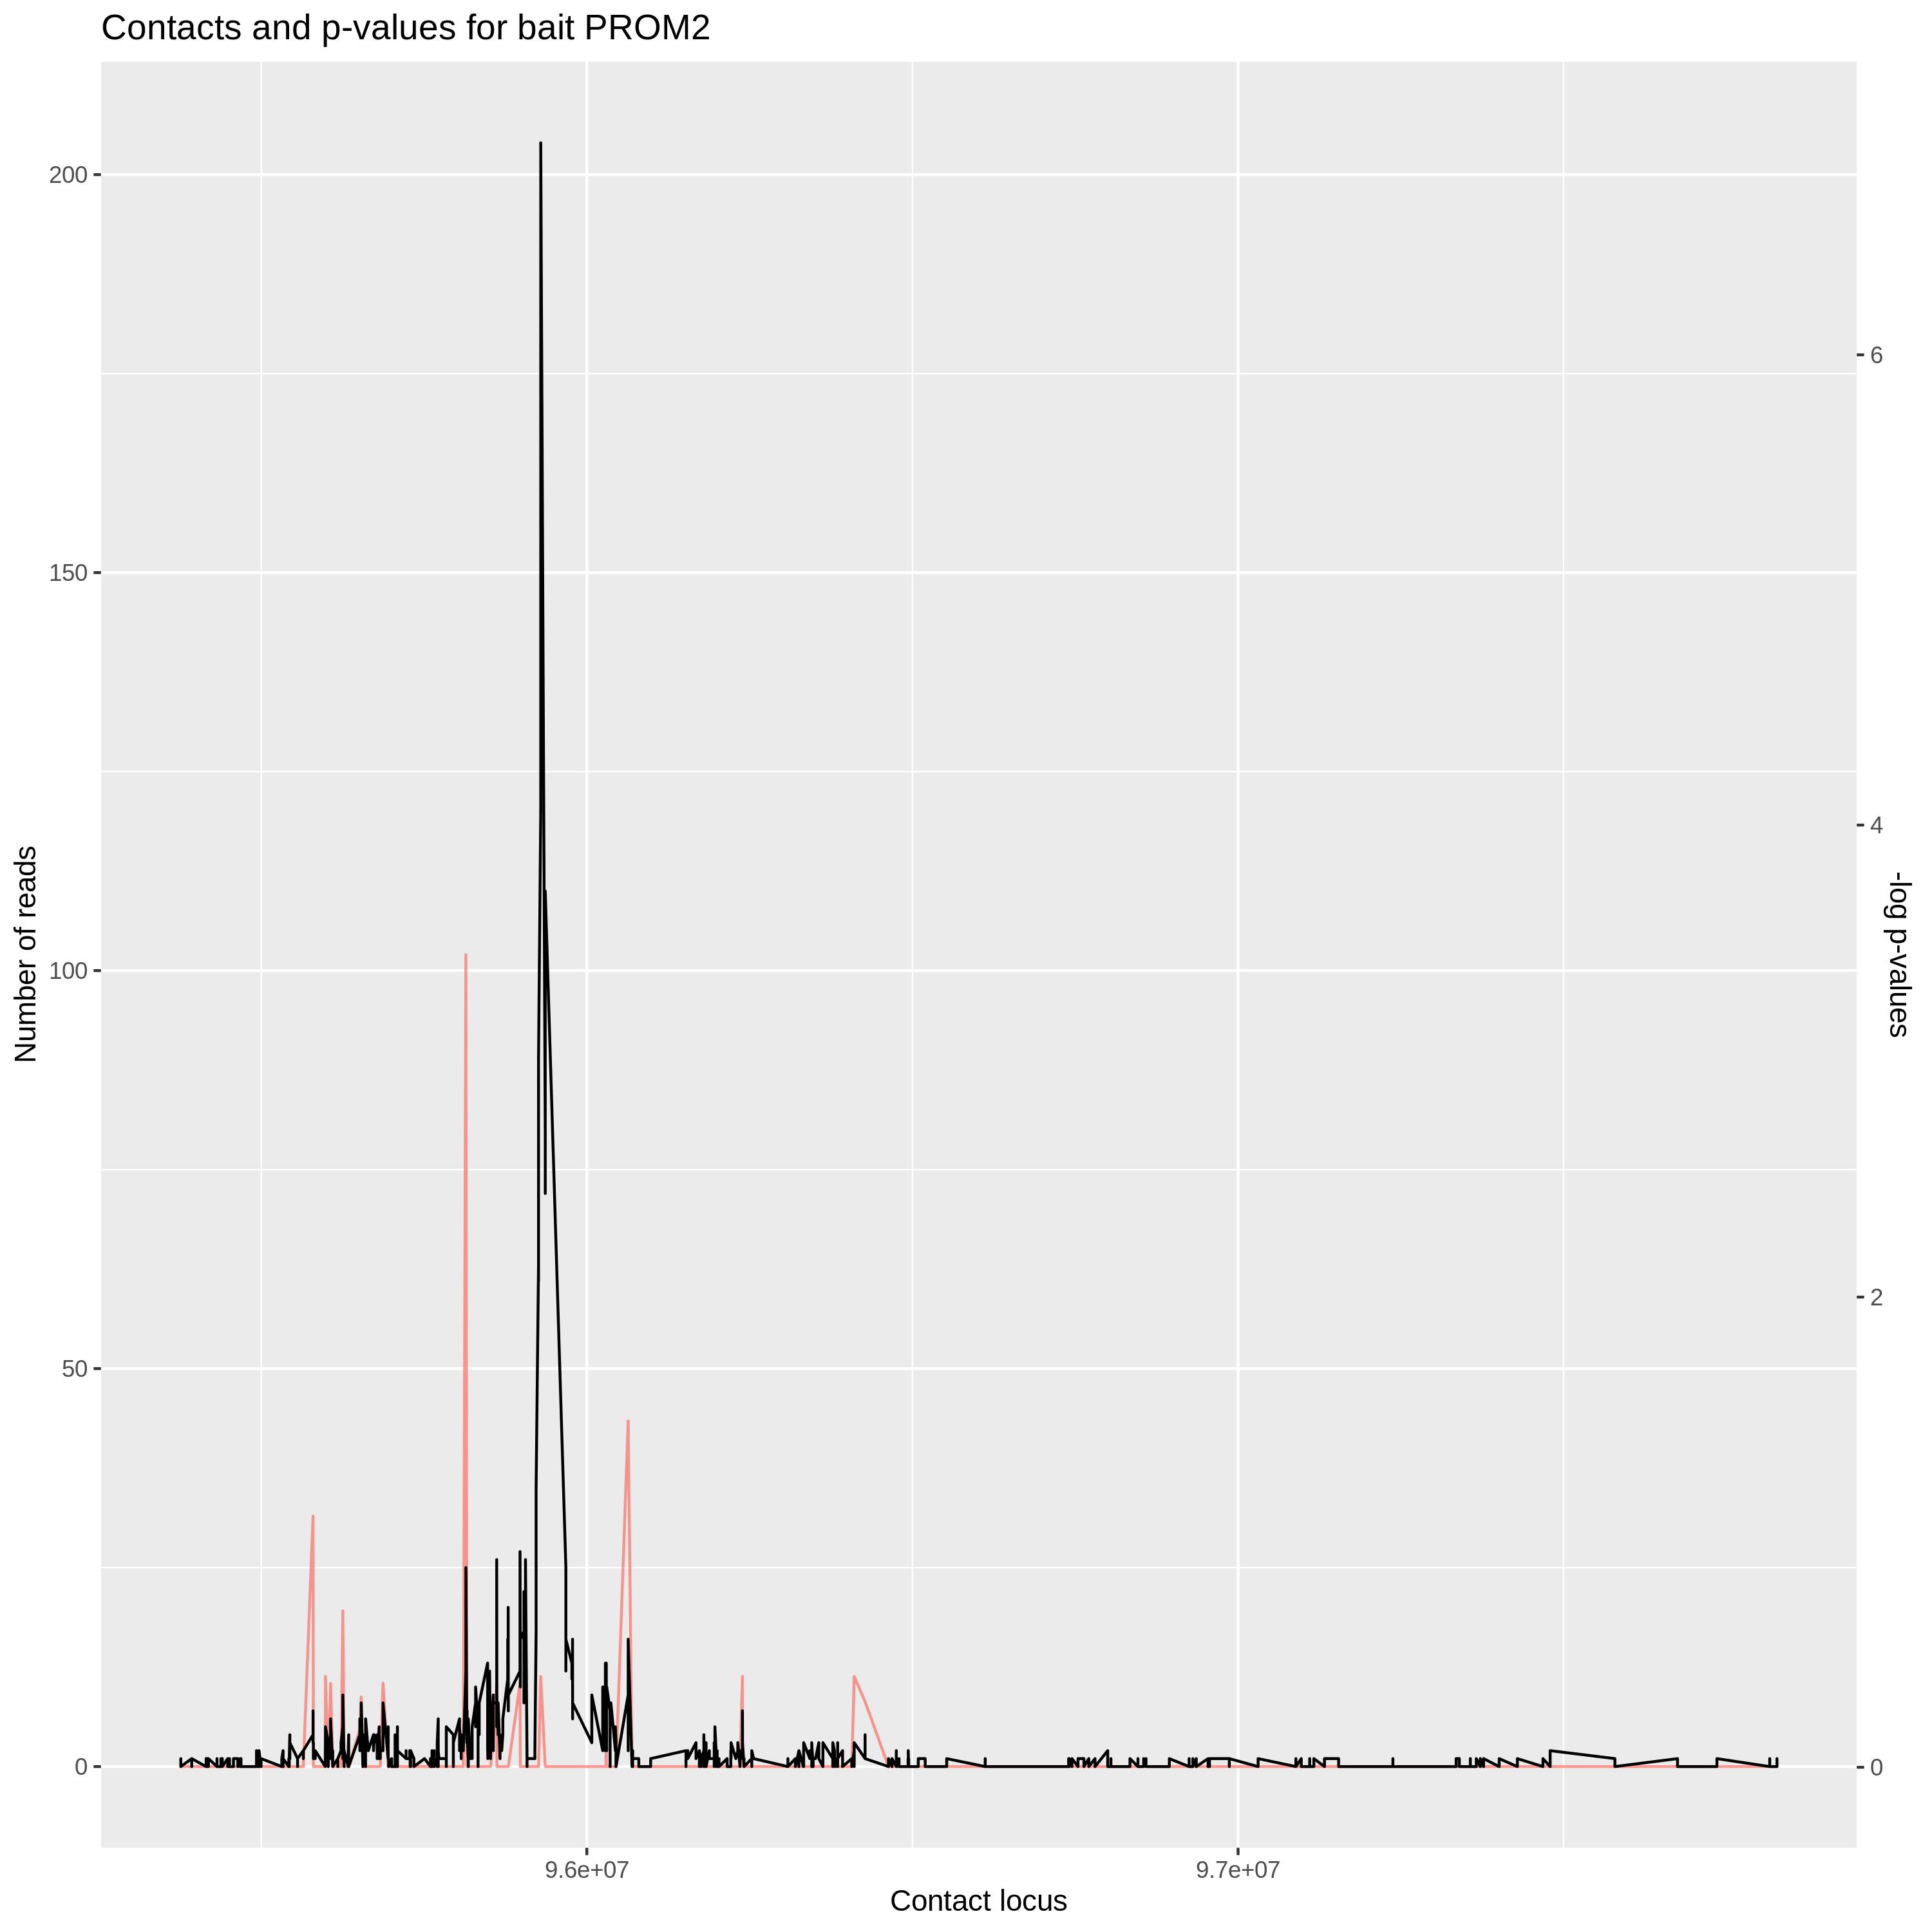 Contacts and p-values for bait PROM2
200
150
100
50
0
Number of reads
6
4
2
0
-log p-values
9.6e+07
9.7e+07
Contact locus